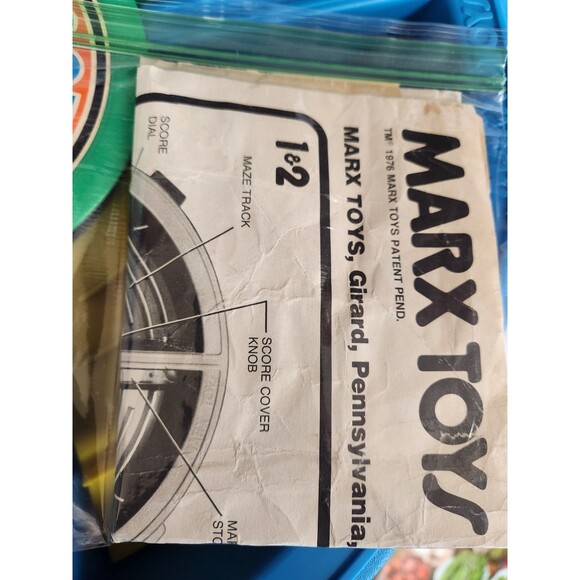 MARX TOYS
TM® 1976 MARX TOYS PATENT PEND.
MARX TOYS, Girard, Pennsylvania,
1&2
MAZE TRACK
SCORE
DIAL
SCORE COVER
KNOB